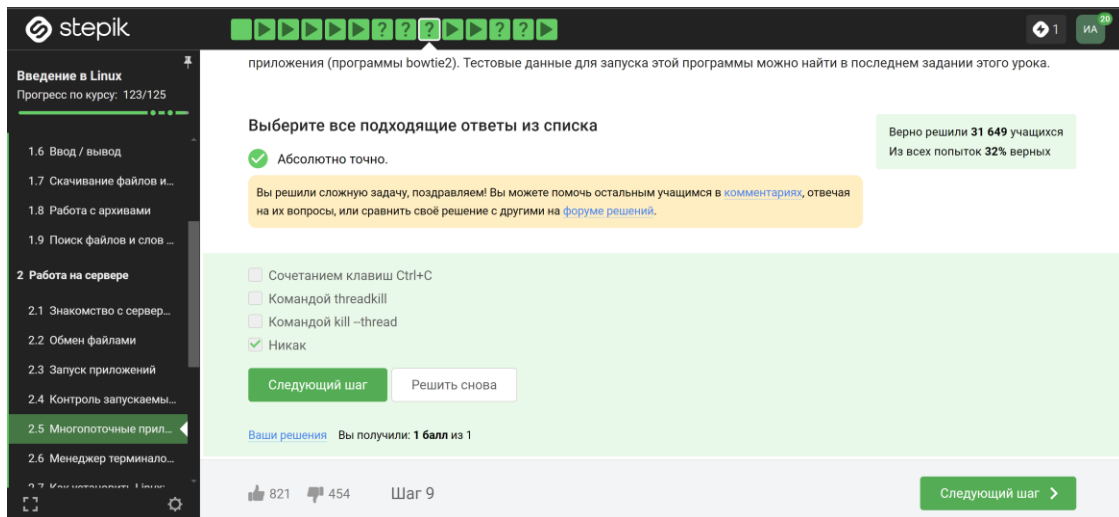 stepik
? ? ? ? ?
1
ИА
20
Введение в Linux
Прогресс по курсу: 123/125
1.6 Ввод / вывод
1.7 Скачивание файлов и...
1.8 Работа с архивами
1.9 Поиск файлов и слов ...
2 Работа на сервере
2.1 Знакомство с сервер...
2.2 Обмен файлами
2.3 Запуск приложений
2.4 Контроль запускаемы...
2.5 Многопоточные прил...
2.6 Менеджер терминало...
приложения (программы bowtie2). Тестовые данные для запуска этой программы можно найти в последнем задании этого урока.
Выберите все подходящие ответы из списка
Абсолютно точно.
Верно решили 31 649 учащихся
Из всех попыток 32% верных
Вы решили сложную задачу, поздравляем! Вы можете помочь остальным учащимся в комментариях, отвечая
на их вопросы, или сравнить своё решение с другими на форуме решений.
Сочетанием клавиш Ctrl+C
Командой threadkill
Командой kill –thread
Никак
Следующий шаг
Решить снова
Ваши решения Вы получили: 1 балл из 1
821 454 Шаг 9
Следующий шаг